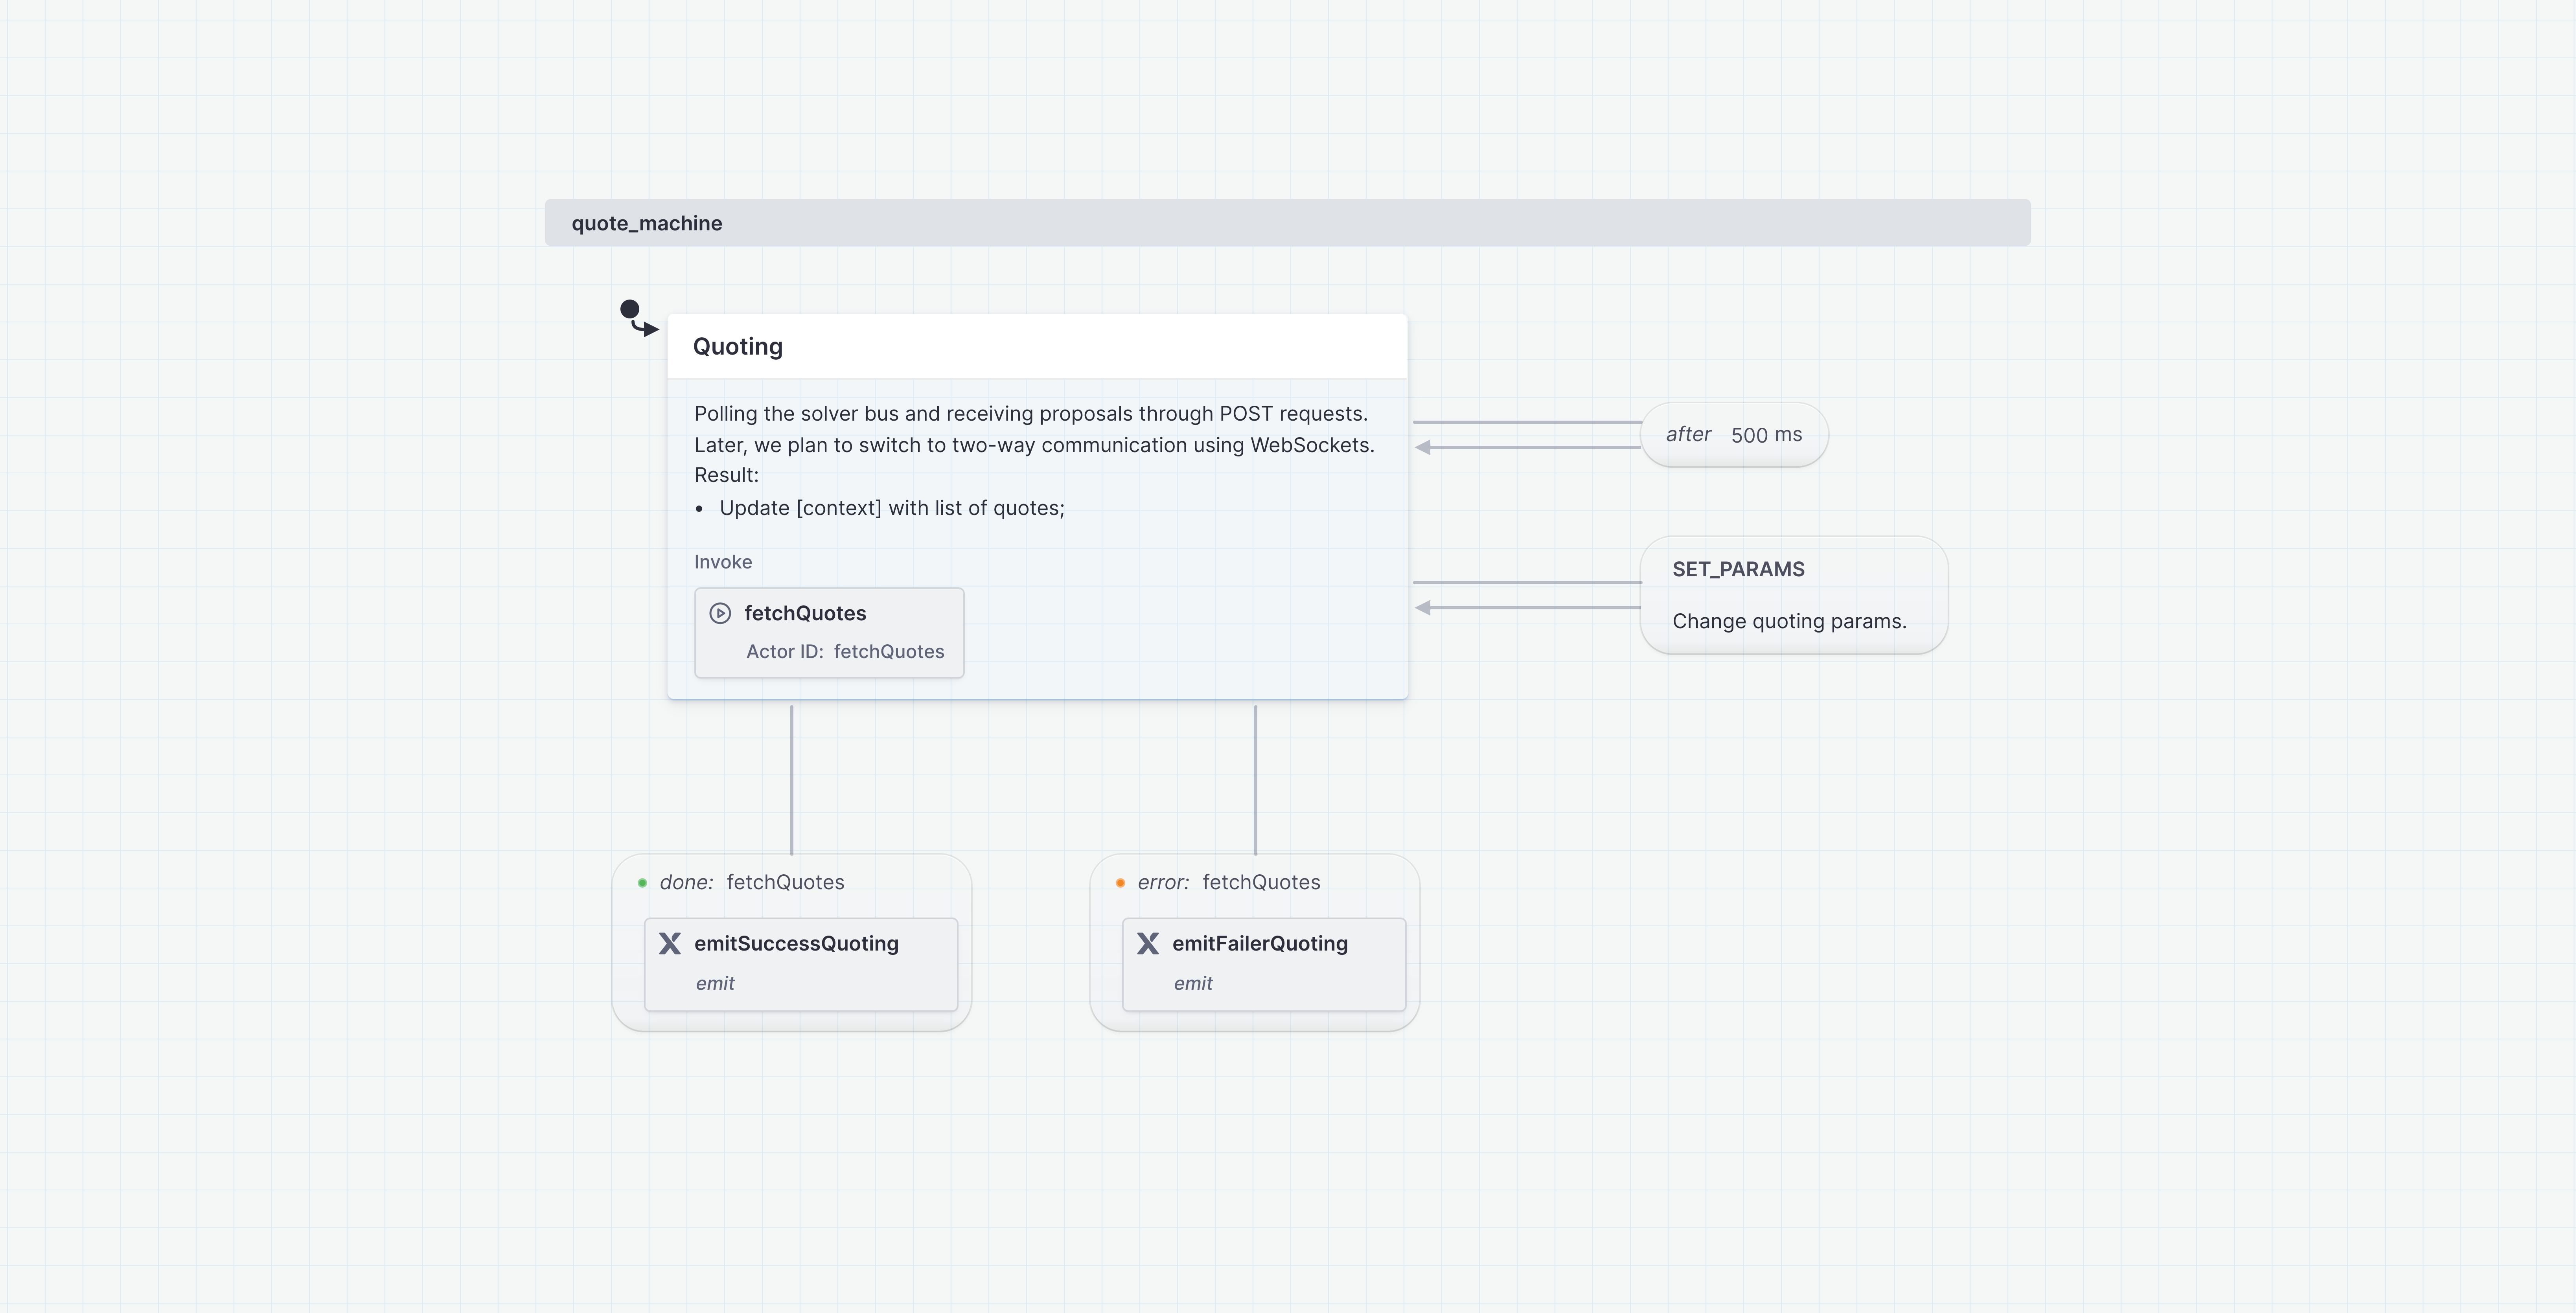 quote_machine
Quoting
Polling the solver bus and receiving proposals through POST requests.
Later, we plan to switch to two-way communication using WebSockets.
Result:
• Update [context] with list of quotes;
Invoke
fetchQuotes
Actor ID: fetchQuotes
after 500 ms
SET_PARAMS
Change quoting params.
done: fetchQuotes
emitSuccessQuoting
emit
error: fetchQuotes
emitFailerQuoting
emit